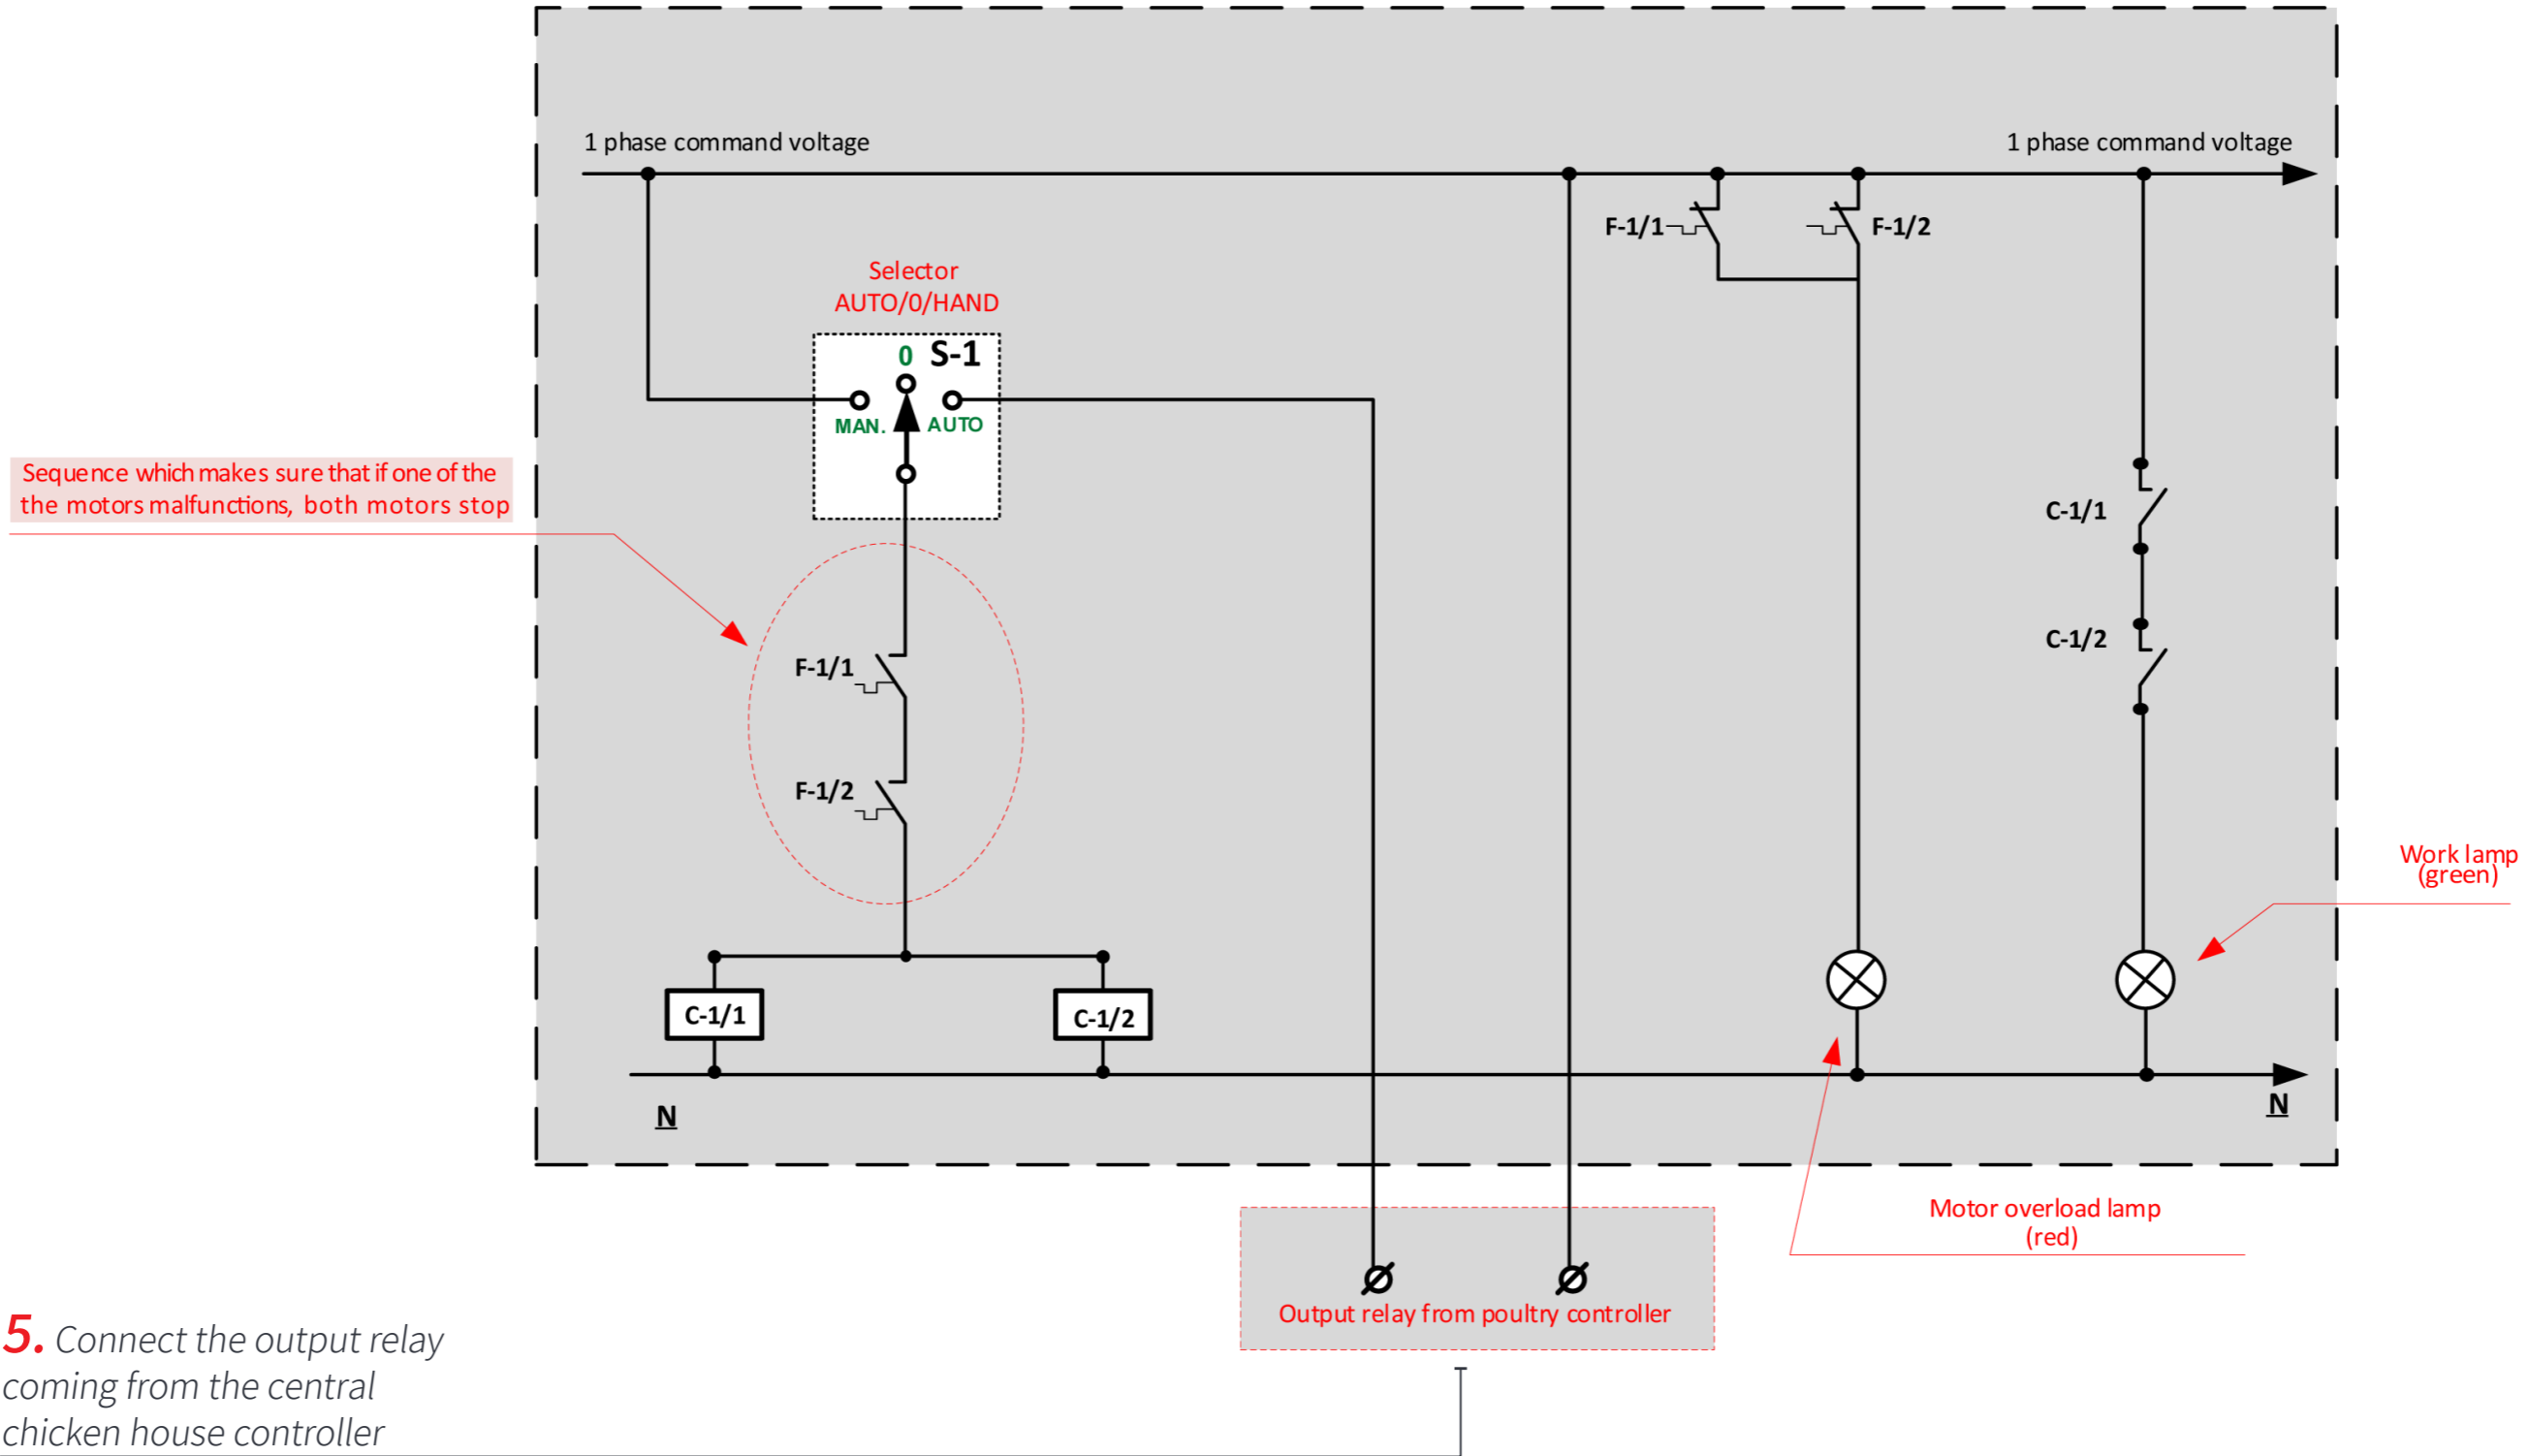 1 phase command voltage
1 phase command voltage
F-1/1
F-1/2
Selector
AUTO/0/HAND
0 S-1
MAN. AUTO
Sequence which makes sure that if one of the
the motors malfunctions, both motors stop
C-1/1
C-1/2
F-1/1
F-1/2
Work lamp
(green)
C-1/1
C-1/2
N
N
Motor overload lamp
(red)
Output relay from poultry controller
5. Connect the output relay
coming from the central
chicken house controller